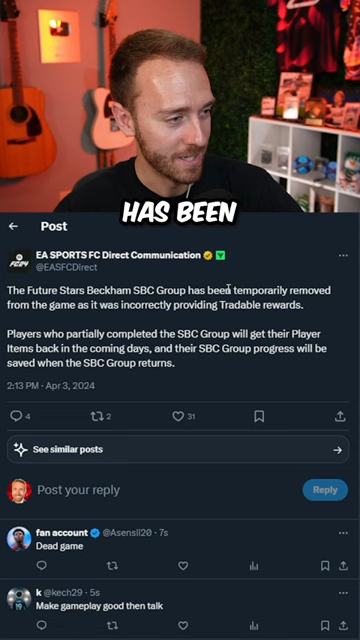 HAS BEEN
Post
EA SPORTS FC Direct Communication
@EASFCDirect
The Future Stars Beckham SBC Group has been temporarily removed
from the game as it was incorrectly providing Tradable rewards.
Players who partially completed the SBC Group will get their Player
Items back in the coming days, and their SBC Group progress will be
saved when the SBC Group returns.
2:13 PM · Apr 3, 2024
4 2 31
See similar posts
Post your reply
Reply
fan account @Asensii20 · 7s
Dead game
k @kech29 · 5s
Make gameplay good then talk